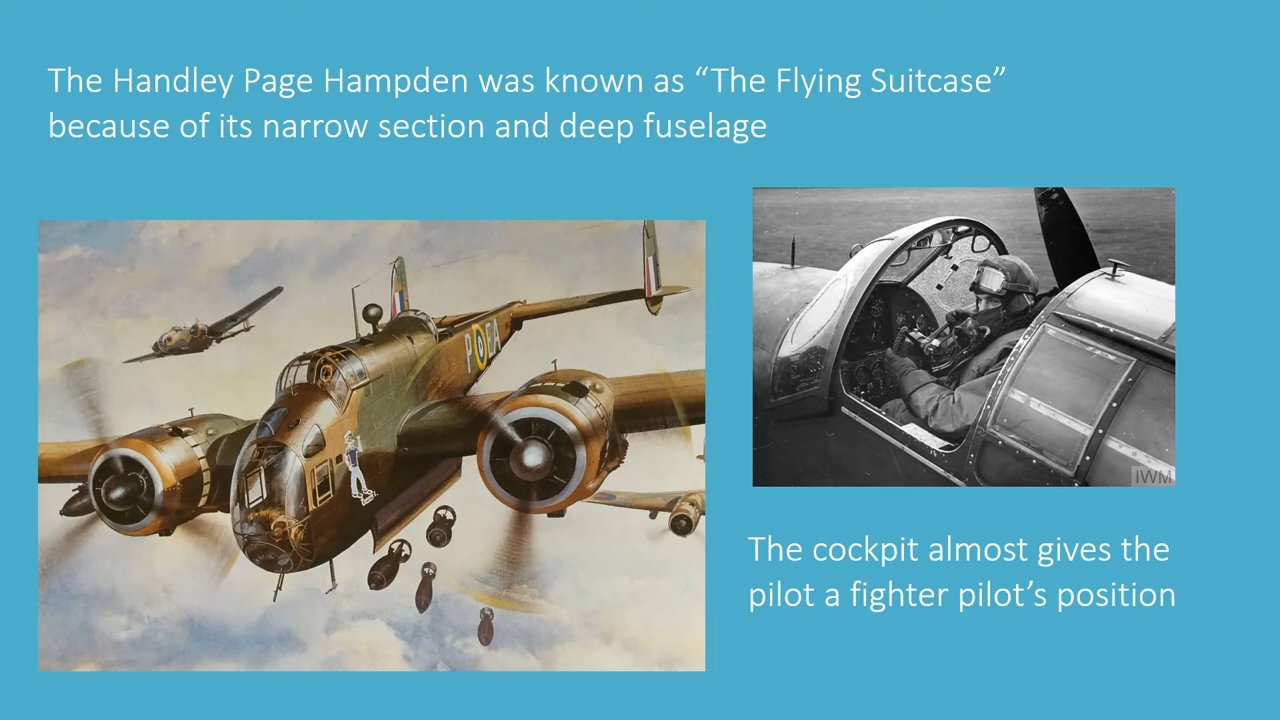 The Handley Page Hampden was known as “The Flying Suitcase”
because of its narrow section and deep fuselage
P EA
IWM
The cockpit almost gives the
pilot a fighter pilot’s position